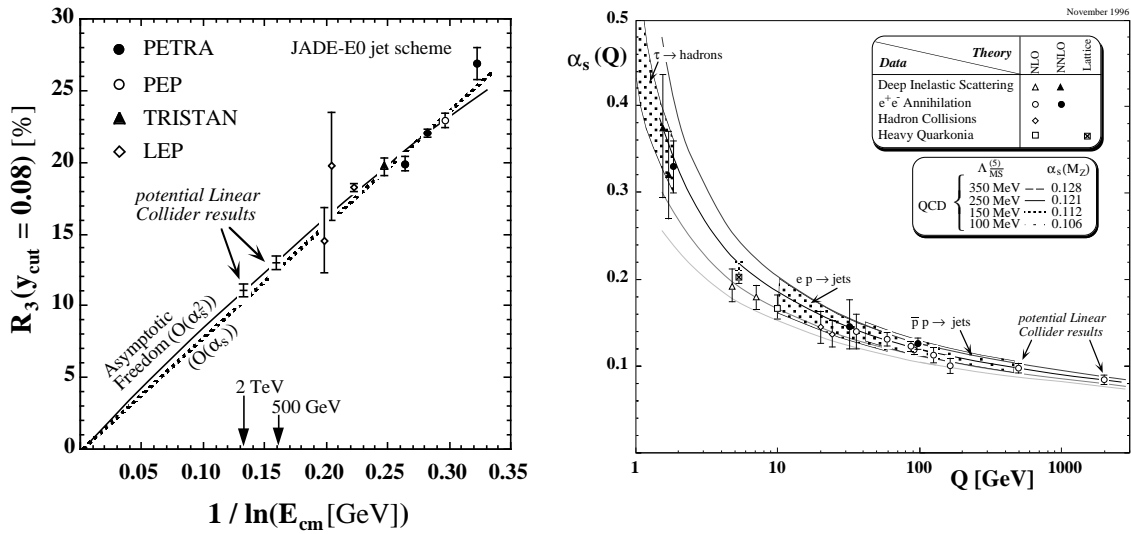 30
25
20
15
10
5
0
R3(ycut = 0.08) [%]
PETRA
PEP
TRISTAN
LEP
JADE-E0 jet scheme
potential Linear
Collider results
Asymptotic
Freedom (O(αs²))
(O(αs))
2 TeV
500 GeV
0.05
0.10
0.15
0.20
0.25
0.30
0.35
1 / ln(Ecm [GeV])
November 1996
0.5
0.4
0.3
0.2
0.1
αs(Q)
τ → hadrons
Theory
Data
NLO
NNLO
Lattice
Deep Inelastic Scattering
e+e- Annihilation
Hadron Collisions
Heavy Quarkonia
Λ(5)MS
αs(MZ)
QCD
350 MeV 0.128
250 MeV 0.121
150 MeV 0.112
100 MeV 0.106
e p → jets
p̄ p → jets
potential Linear
Collider results
1
10
100
1000
Q [GeV]